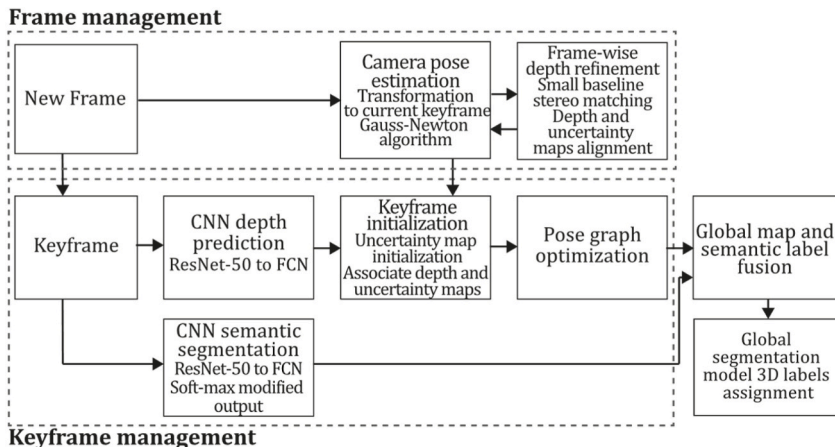 Frame management
New Frame
Camera pose
estimation
Transformation
to current keyframe
Gauss-Newton
algorithm
Frame-wise
depth refinement
Small baseline
stereo matching
Depth and
uncertainty
maps alignment
Keyframe
CNN depth
prediction
ResNet-50 to FCN
Keyframe
initialization
Uncertainty map
initialization
Associate depth and
uncertainty maps
Pose graph
optimization
Global map and
semantic label
fusion
CNN semantic
segmentation
ResNet-50 to FCN
Soft-max modified
output
Global
segmentation
model 3D labels
assignment
Keyframe management